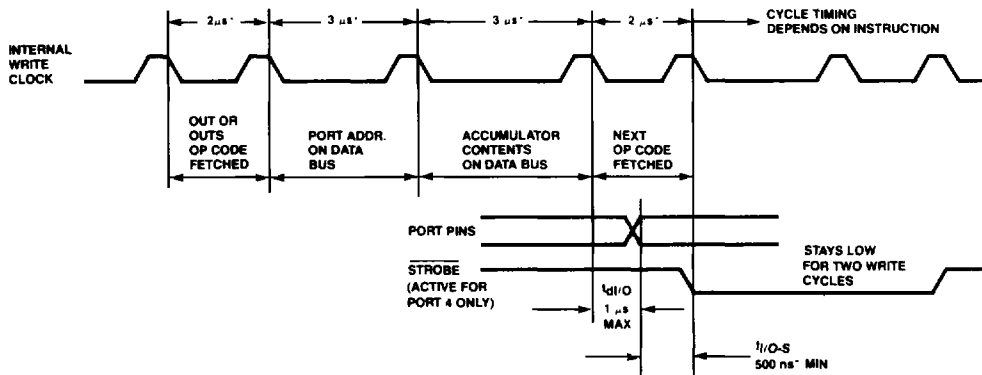 2µs*
3 µs*
3 µs*
2 µs*
CYCLE TIMING
DEPENDS ON INSTRUCTION
INTERNAL
WRITE
CLOCK
OUT OR
OUTS
OP CODE
FETCHED
PORT ADDR.
ON DATA
BUS
ACCUMULATOR
CONTENTS
ON DATA BUS
NEXT
OP CODE
FETCHED
PORT PINS
STROBE
(ACTIVE FOR
PORT 4 ONLY)
STAYS LOW
FOR TWO WRITE
CYCLES
tdI/O
1 µs
MAX
tI/O-S
500 ns* MIN